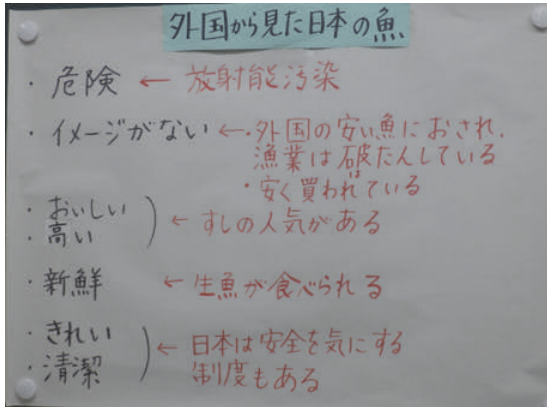 外国から見た日本の魚
・危険 ← 放射能汚染
・イメージがない ←・外国の安い魚におされ、
漁業は破たんしている
・安く買われている
・おいしい
・高い ) ← すしの人気がある
・新鮮 ← 生魚が食べられる
・きれい ) ← 日本は安全を気にする
・清潔 制度もある